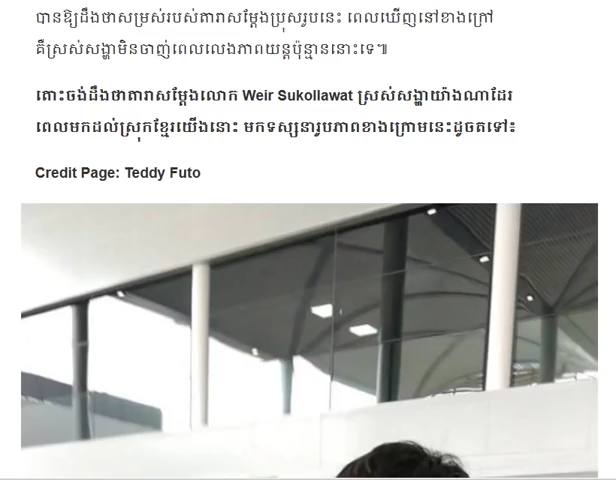 បានឱ្យដឹងថាសម្រស់របស់តារាសម្តែងប្រុសរូបនេះ ពេលឃើញនៅខាងក្រៅ
គឺស្រស់សង្ហាមិនចាញ់ពេលលេងភាពយន្តប៉ុន្មាននោះទេ៕
តោះចង់ដឹងថាតារាសម្តែងលោក Weir Sukollawat ស្រស់សង្ហាយ៉ាងណាដែរ
ពេលមកដល់ស្រុកខ្មែរយើងនោះ មកទស្សនារូបភាពខាងក្រោមនេះដូចតទៅ៖
Credit Page: Teddy Futo